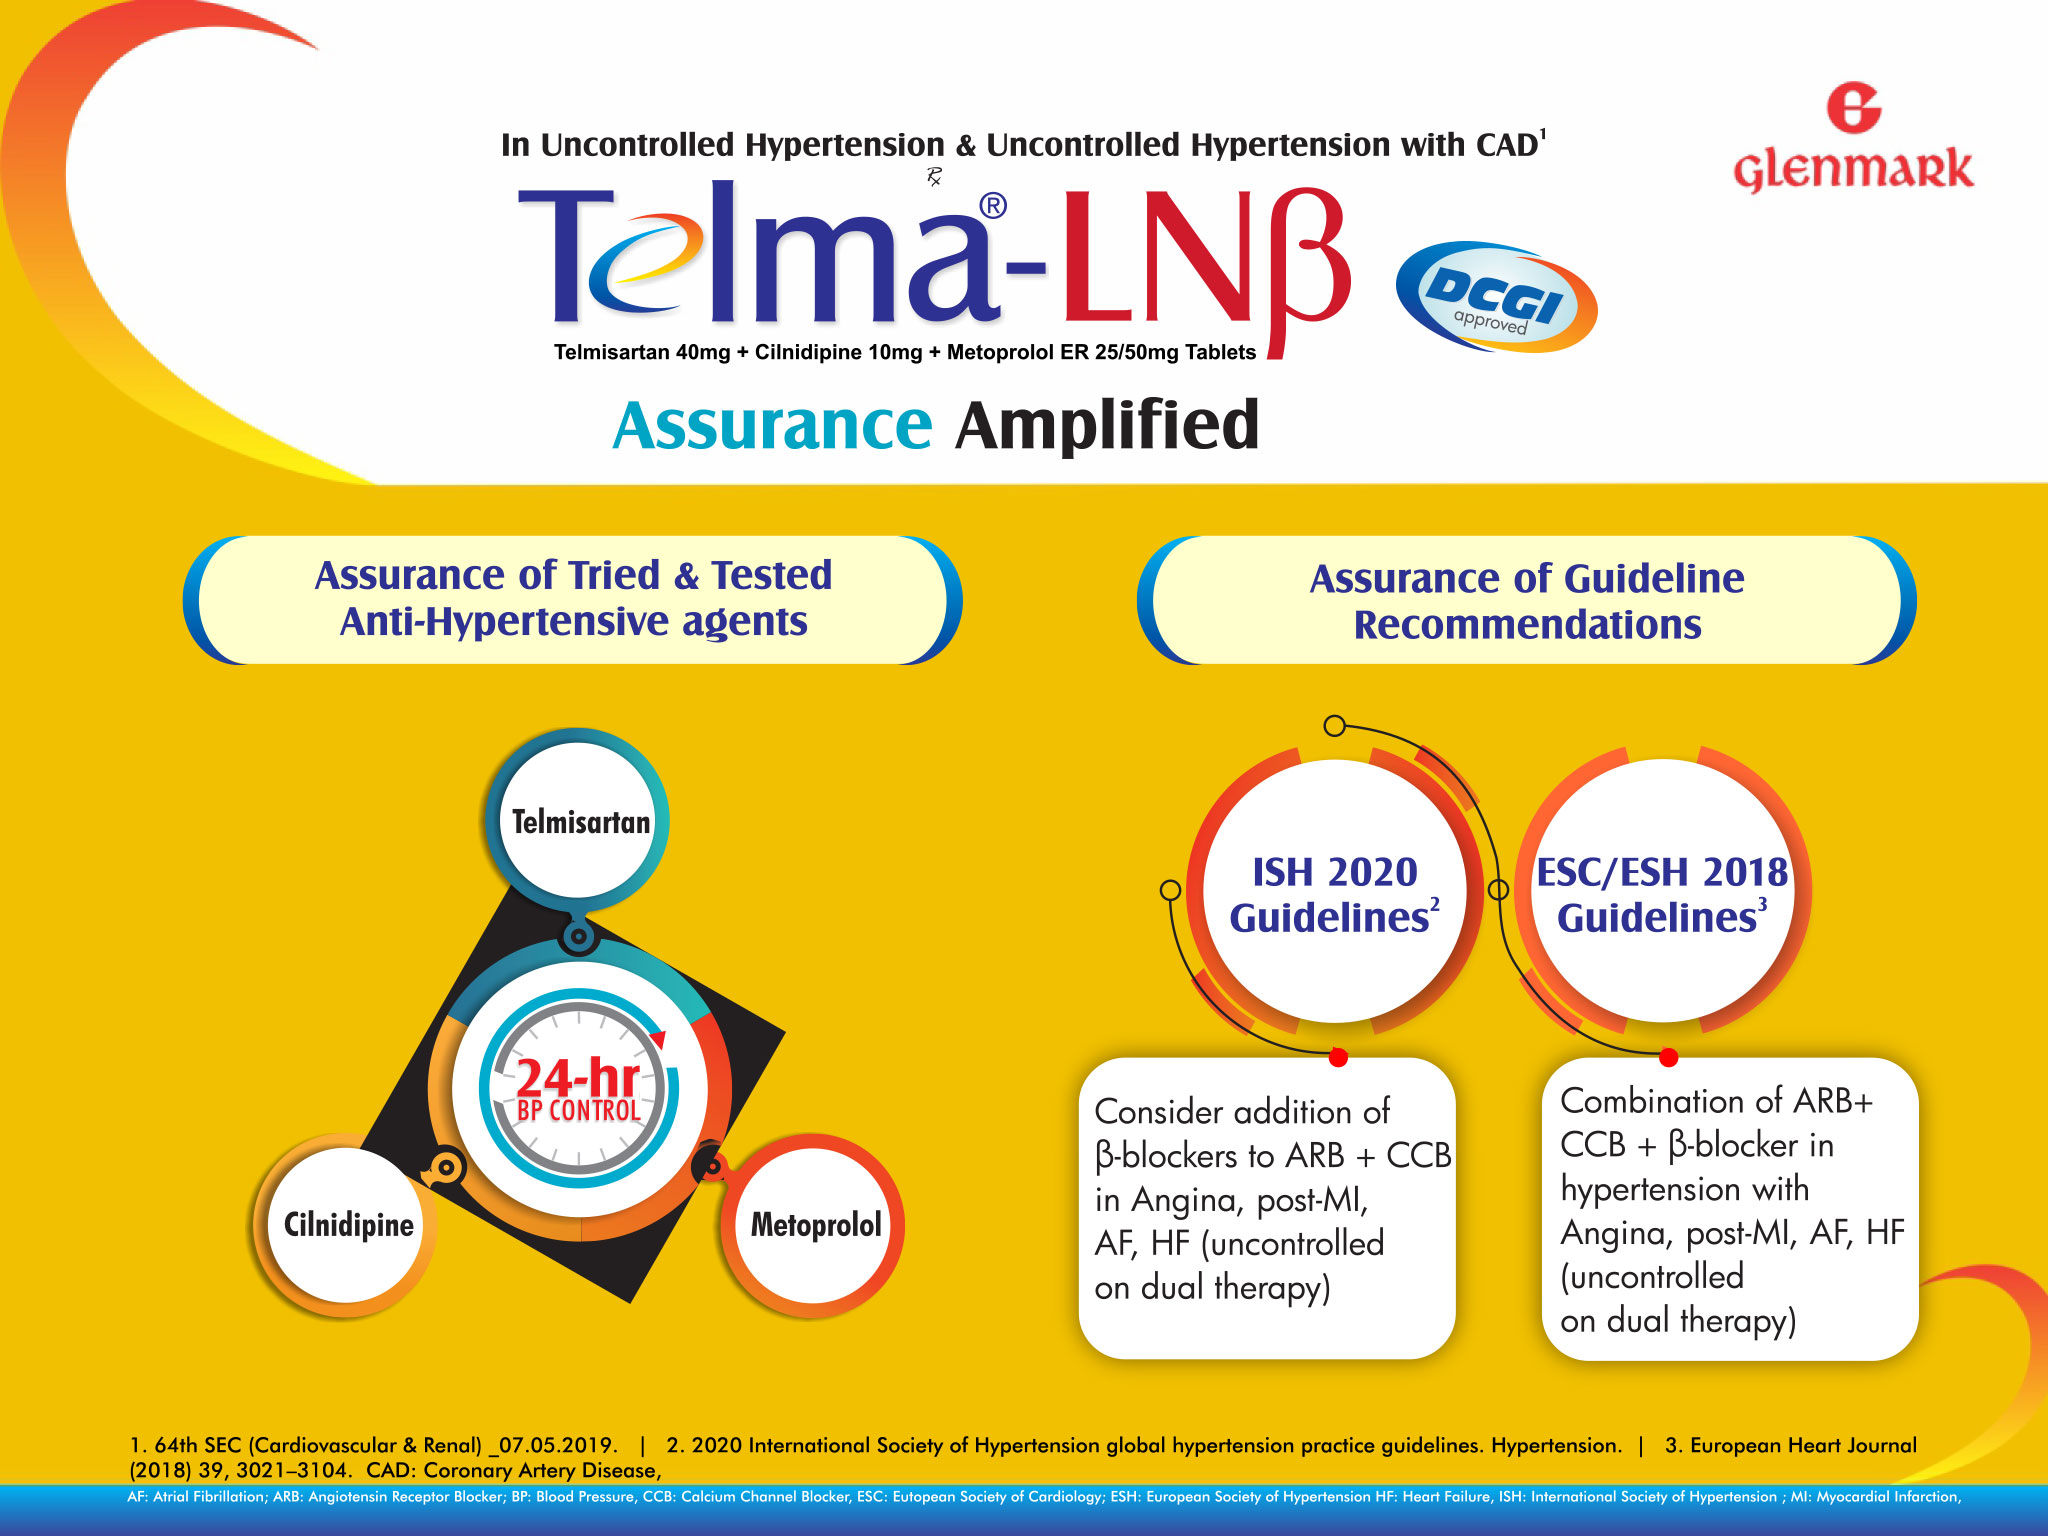 In Uncontrolled Hypertension & Uncontrolled Hypertension with CAD¹
Rx
Telma®-LNβ
Telmisartan 40mg + Cilnidipine 10mg + Metoprolol ER 25/50mg Tablets
Assurance Amplified
glenmark
DCGI
approved
Assurance of Tried & Tested
Anti-Hypertensive agents
Telmisartan
24-hr
BP CONTROL
Cilnidipine
Metoprolol
Assurance of Guideline
Recommendations
ISH 2020
Guidelines²
Consider addition of
β-blockers to ARB + CCB
in Angina, post-MI,
AF, HF (uncontrolled
on dual therapy)
ESC/ESH 2018
Guidelines³
Combination of ARB+
CCB + β-blocker in
hypertension with
Angina, post-MI, AF, HF
(uncontrolled
on dual therapy)
1. 64th SEC (Cardiovascular & Renal) _07.05.2019. | 2. 2020 International Society of Hypertension global hypertension practice guidelines. Hypertension. | 3. European Heart Journal
(2018) 39, 3021–3104. CAD: Coronary Artery Disease,
AF: Atrial Fibrillation; ARB: Angiotensin Receptor Blocker; BP: Blood Pressure, CCB: Calcium Channel Blocker, ESC: Eutopean Society of Cardiology; ESH: European Society of Hypertension HF: Heart Failure, ISH: International Society of Hypertension ; MI: Myocardial Infarction,